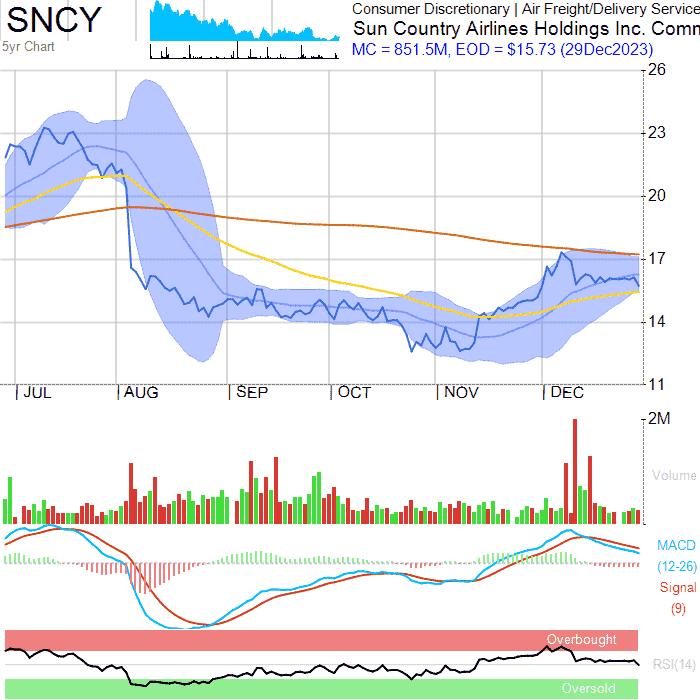 SNCY
5yr Chart
Consumer Discretionary | Air Freight/Delivery Service
Sun Country Airlines Holdings Inc. Comm
MC = 851.5M, EOD = $15.73 (29Dec2023)
26
23
20
17
14
11
JUL AUG SEP OCT NOV DEC
2M
Volume
MACD
(12-26)
Signal
(9)
Overbought
RSI(14)
Oversold